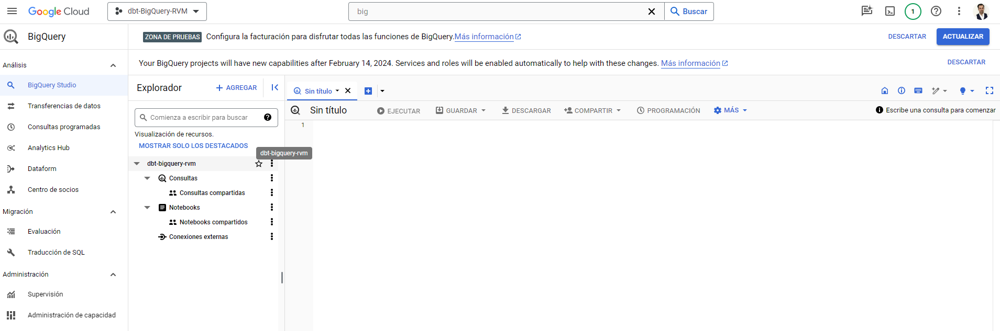 Google Cloud
dbt-BigQuery-RVM
big
Buscar
1
BigQuery
ZONA DE PRUEBAS Configura la facturación para disfrutar todas las funciones de BigQuery. Más información
DESCARTAR
ACTUALIZAR
Your BigQuery projects will have new capabilities after February 14, 2024. Services and roles will be enabled automatically to help with these changes. Más información
DESCARTAR
Análisis
BigQuery Studio
Transferencias de datos
Consultas programadas
Analytics Hub
Dataform
Centro de socios
Migración
Evaluación
Traducción de SQL
Administración
Supervisión
Administración de capacidad
Explorador
AGREGAR
Comienza a escribir para buscar
Visualización de recursos.
MOSTRAR SOLO LOS DESTACADOS
dbt-bigquery-rvm
dbt-bigquery-rvm
Consultas
Consultas compartidas
Notebooks
Notebooks compartidos
Conexiones externas
Sin título
Sin título
EJECUTAR
GUARDAR
DESCARGAR
COMPARTIR
PROGRAMACIÓN
MÁS
Escribe una consulta para comenzar
1